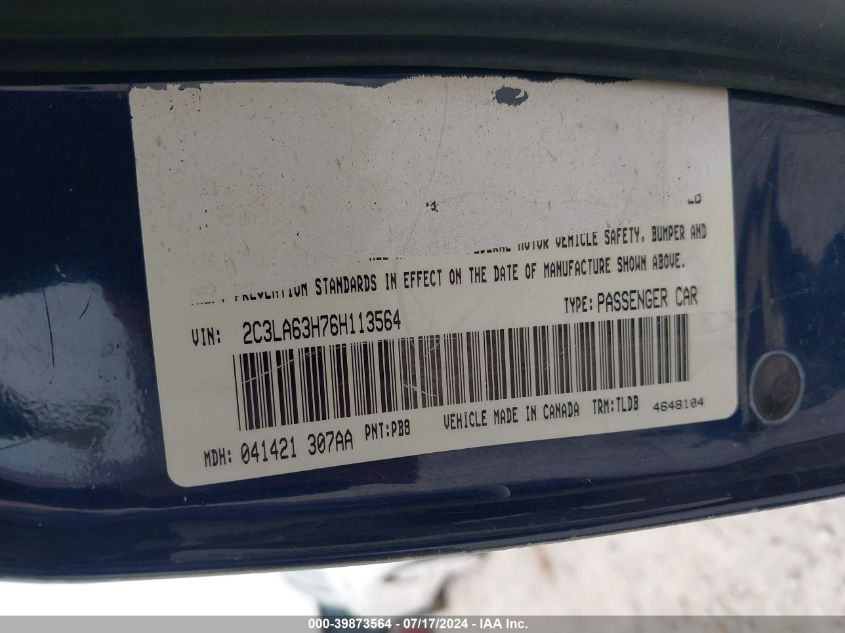 LB
MOTOR VEHICLE SAFETY, BUMPER AND
PREVENTION STANDARDS IN EFFECT ON THE DATE OF MANUFACTURE SHOWN ABOVE.
VIN: 2C3LA63H76H113564 TYPE: PASSENGER CAR
MDH: 041421 307AA PNT:PB8 VEHICLE MADE IN CANADA TRM:TLDB 4648104
000-39873564 - 07/17/2024 - IAA Inc.